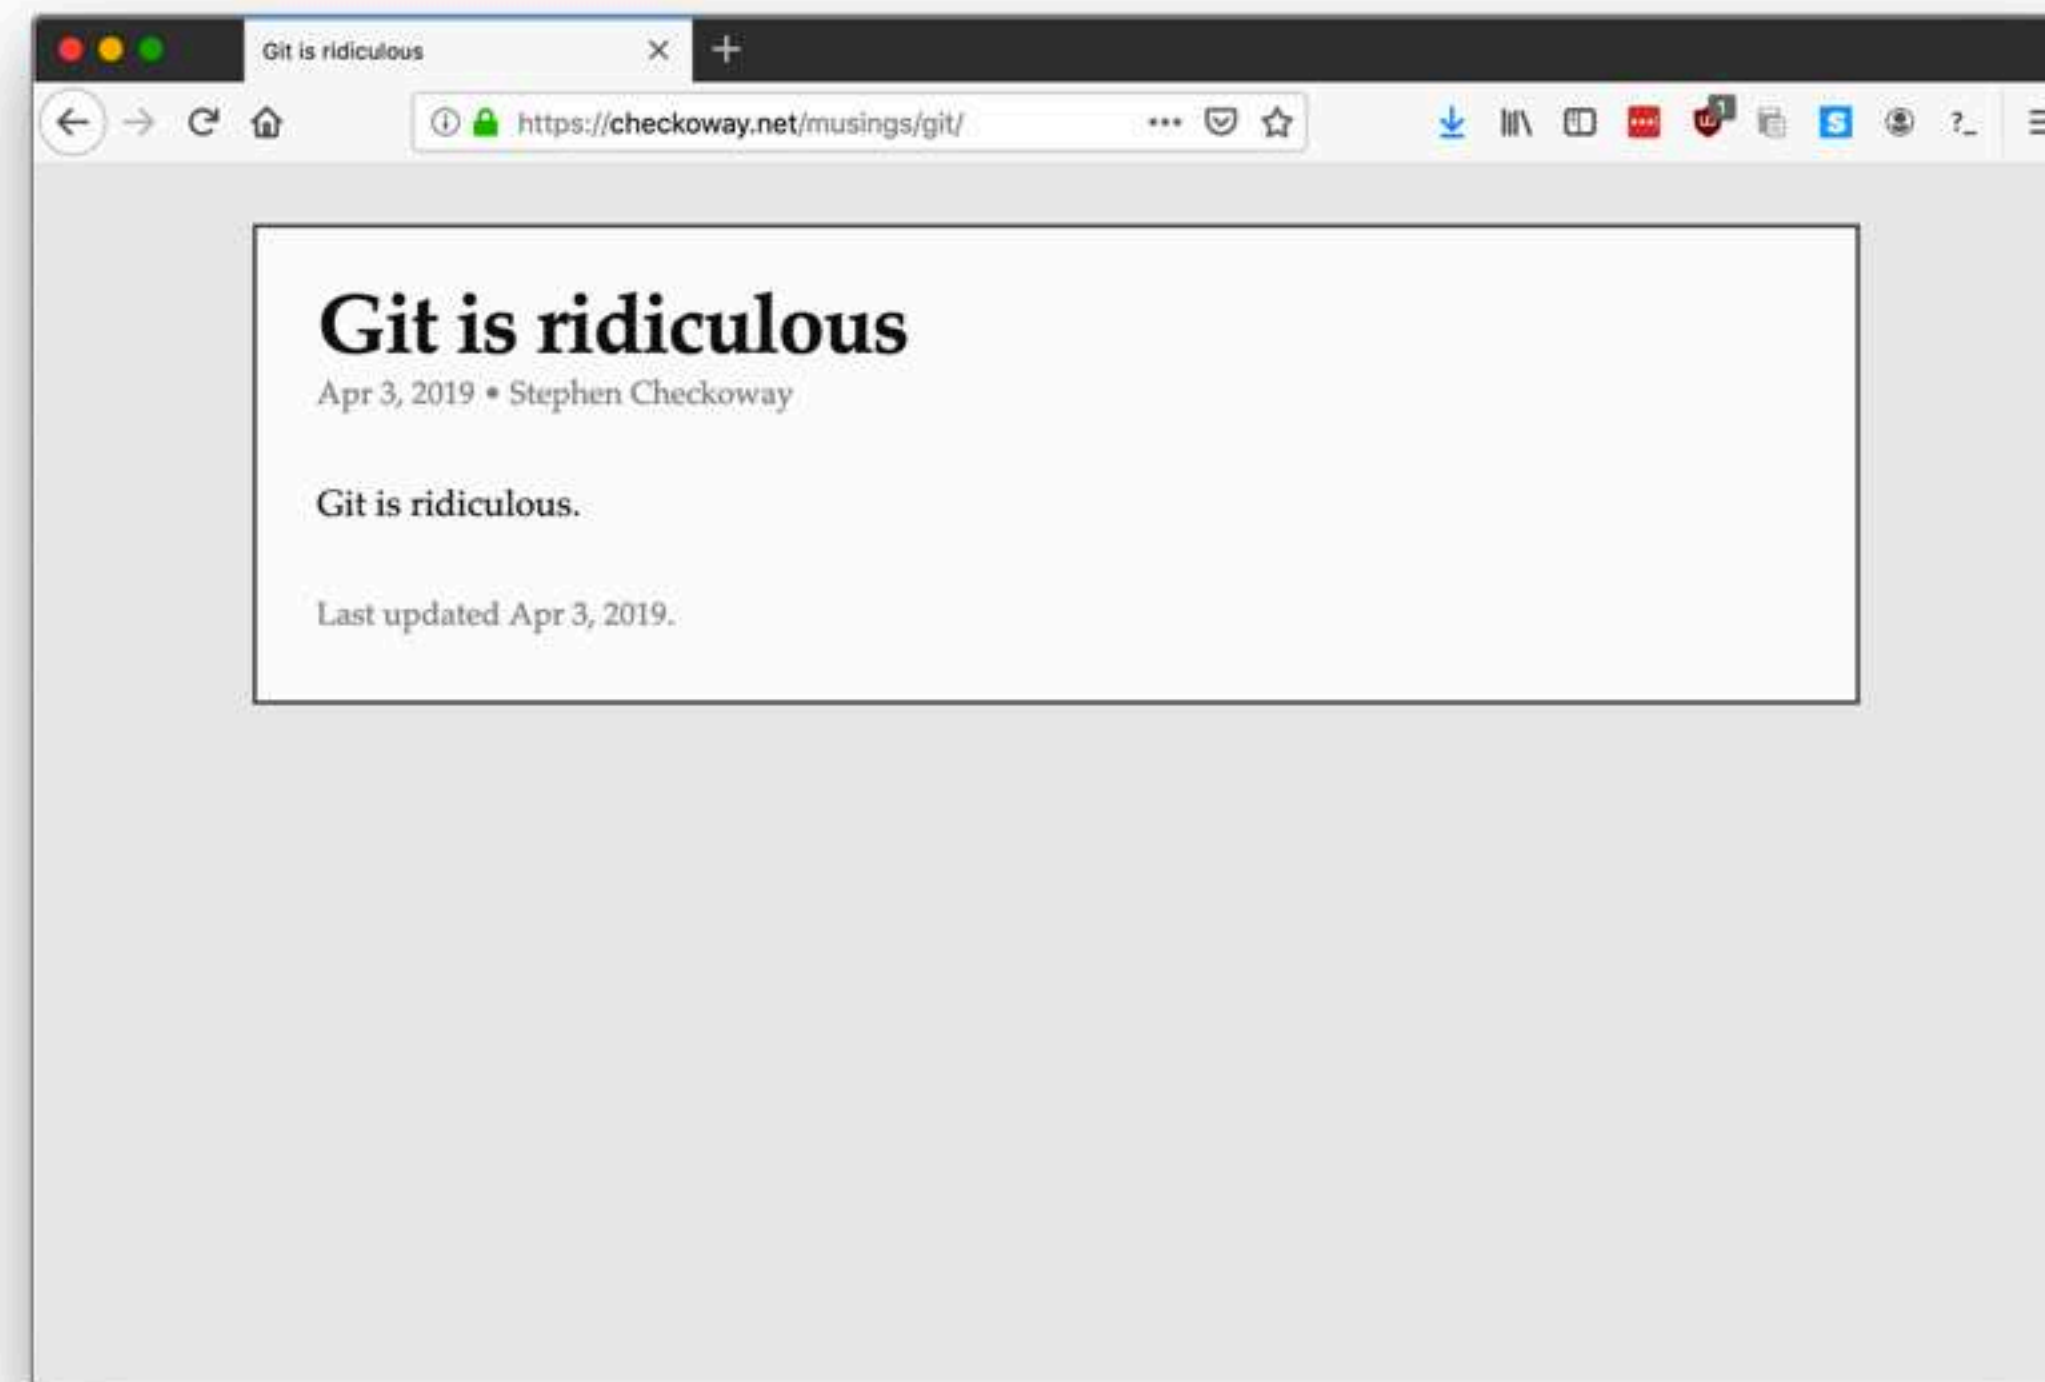 Git is ridiculous
https://checkoway.net/musings/git/
1
S
?_
Git is ridiculous
Apr 3, 2019 • Stephen Checkoway
Git is ridiculous.
Last updated Apr 3, 2019.